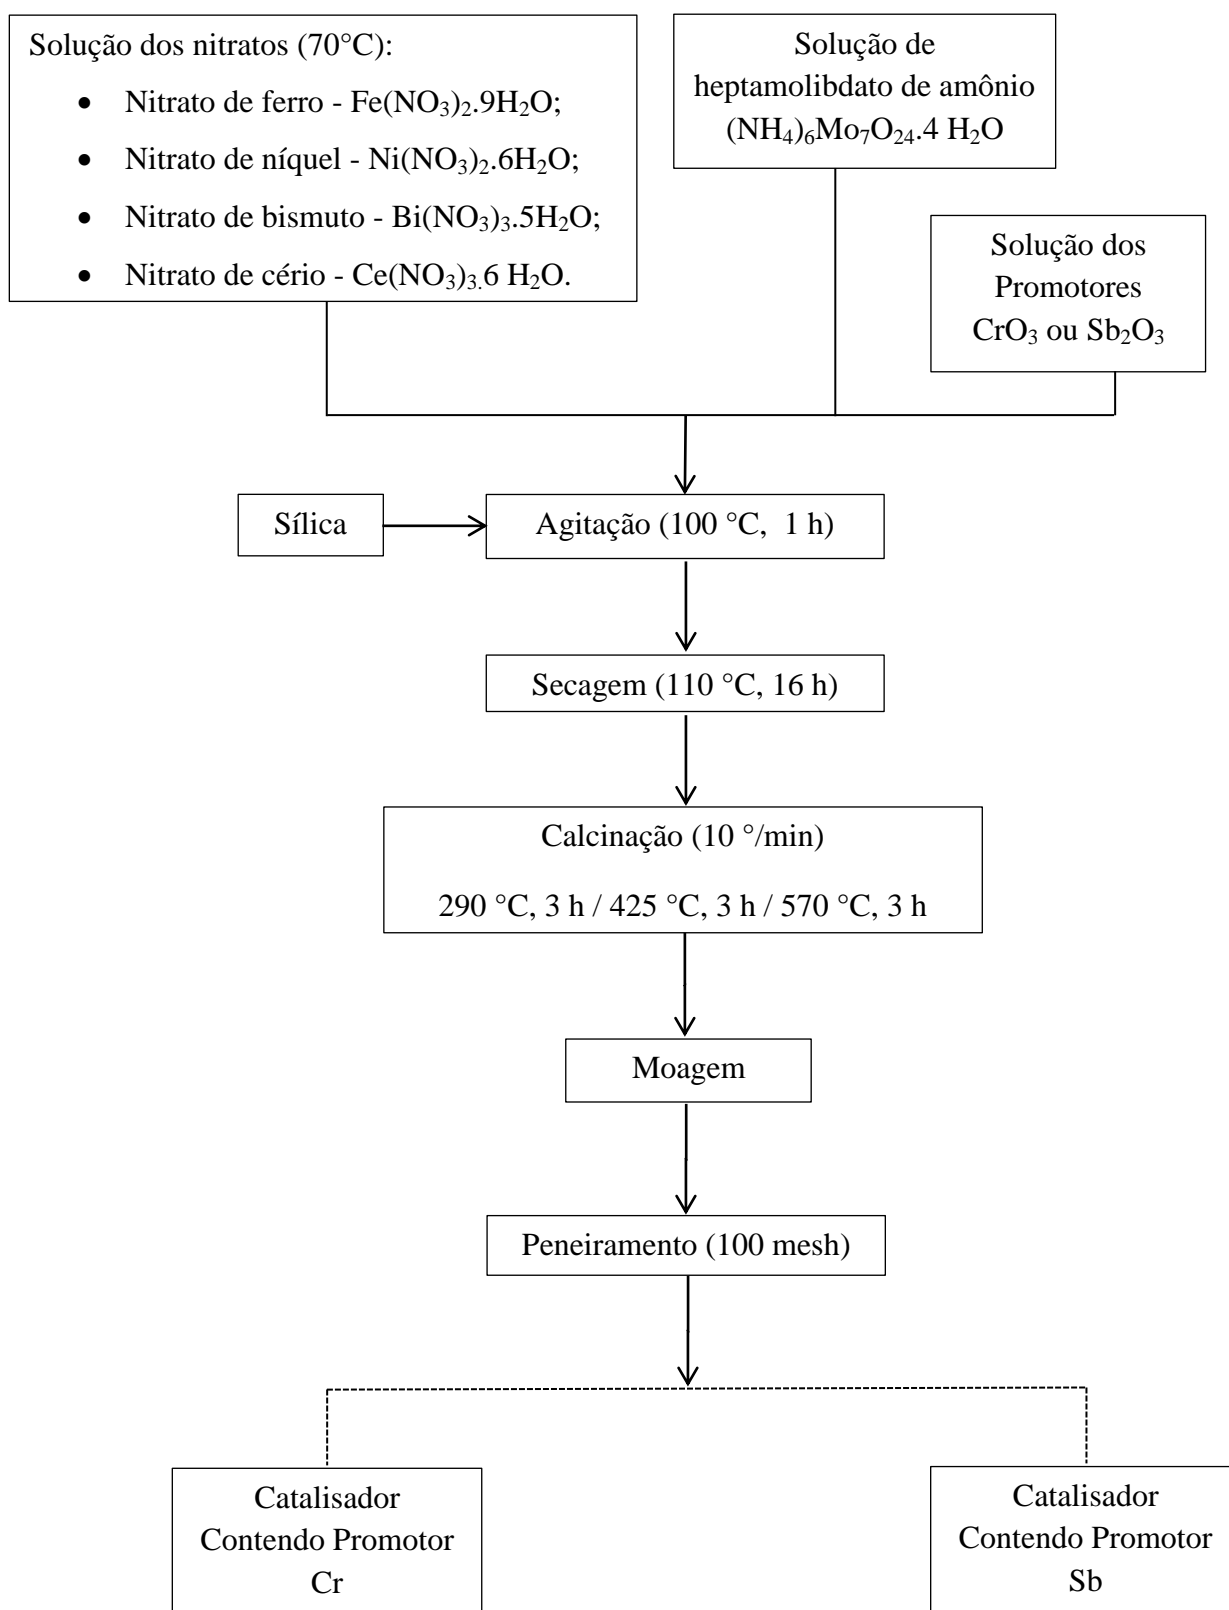 Solução dos nitratos (70°C):
• Nitrato de ferro - Fe(NO₃)₂.9H₂O;
• Nitrato de níquel - Ni(NO₃)₂.6H₂O;
• Nitrato de bismuto - Bi(NO₃)₃.5H₂O;
• Nitrato de cério - Ce(NO₃)₃.6 H₂O.
Solução de
heptamolibdato de amônio
(NH₄)₆Mo₇O₂₄.4 H₂O
Solução dos
Promotores
CrO₃ ou Sb₂O₃
Sílica
Agitação (100 °C, 1 h)
Secagem (110 °C, 16 h)
Calcinação (10 °/min)
290 °C, 3 h / 425 °C, 3 h / 570 °C, 3 h
Moagem
Peneiramento (100 mesh)
Catalisador
Contendo Promotor
Cr
Catalisador
Contendo Promotor
Sb